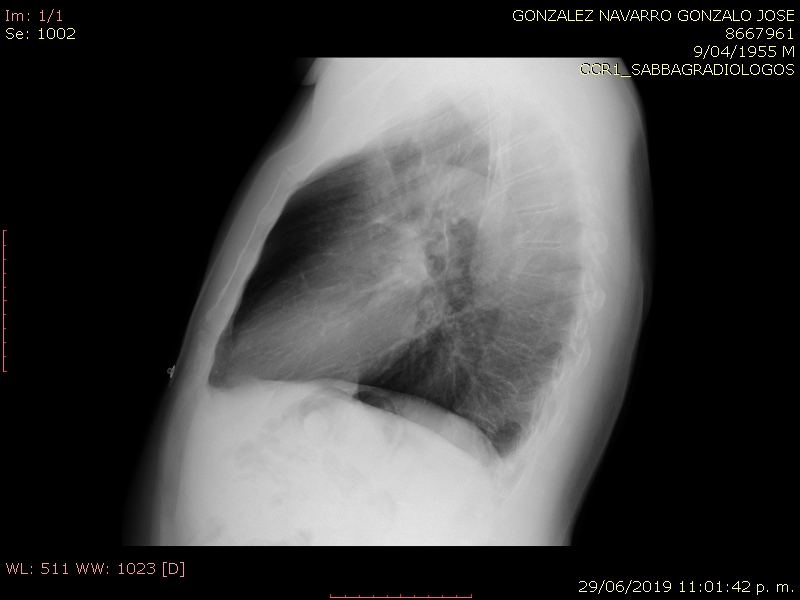 Im: 1/1
Se: 1002
GONZALEZ NAVARRO GONZALO JOSE
8667961
9/04/1955 M
CCR1_SABBAGRADIOLOGOS
WL: 511 WW: 1023 [D]
29/06/2019 11:01:42 p. m.